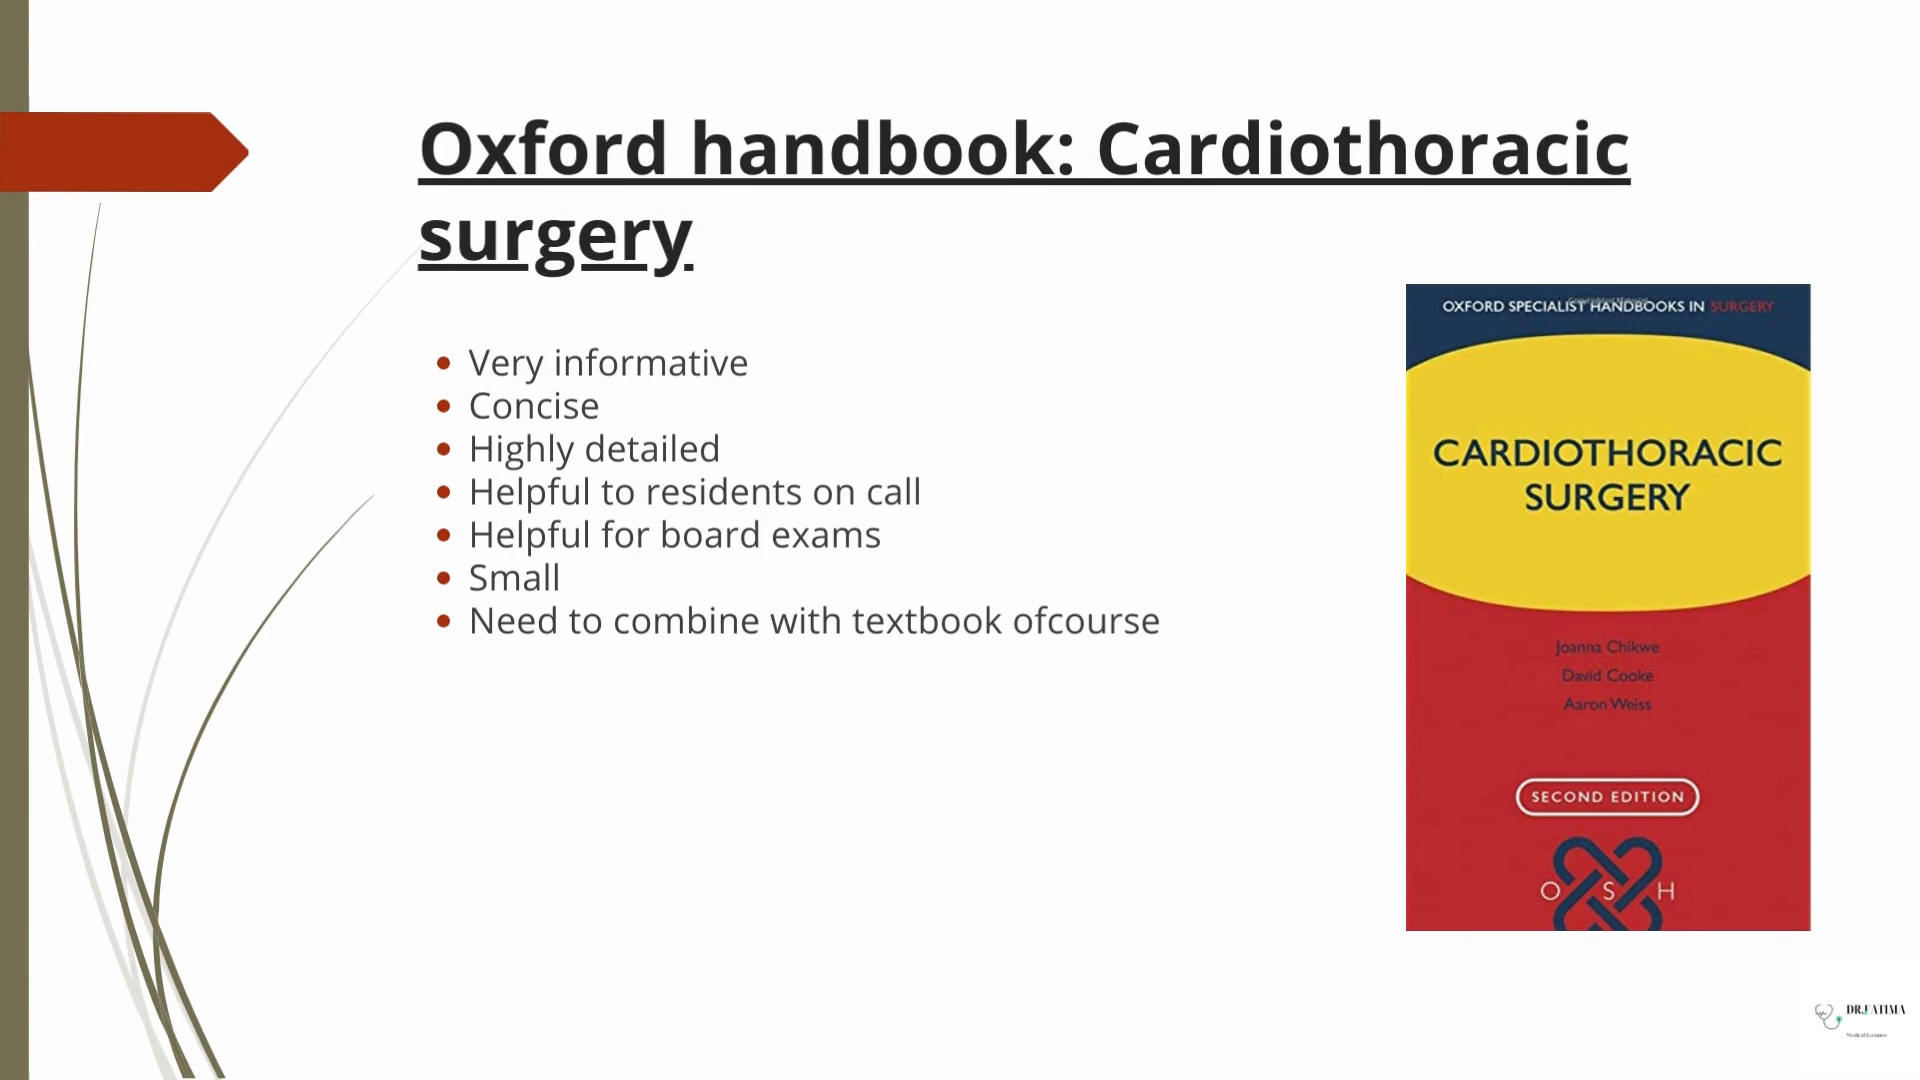 Oxford handbook: Cardiothoracic
surgery
Very informative
Concise
Highly detailed
Helpful to residents on call
Helpful for board exams
Small
Need to combine with textbook ofcourse
OXFORD SPECIALIST HANDBOOKS IN SURGERY
CARDIOTHORACIC
SURGERY
Joanna Chikwe
David Cooke
Aaron Weiss
SECOND EDITION
O S H
DR.FATIMA
Medical Lectures